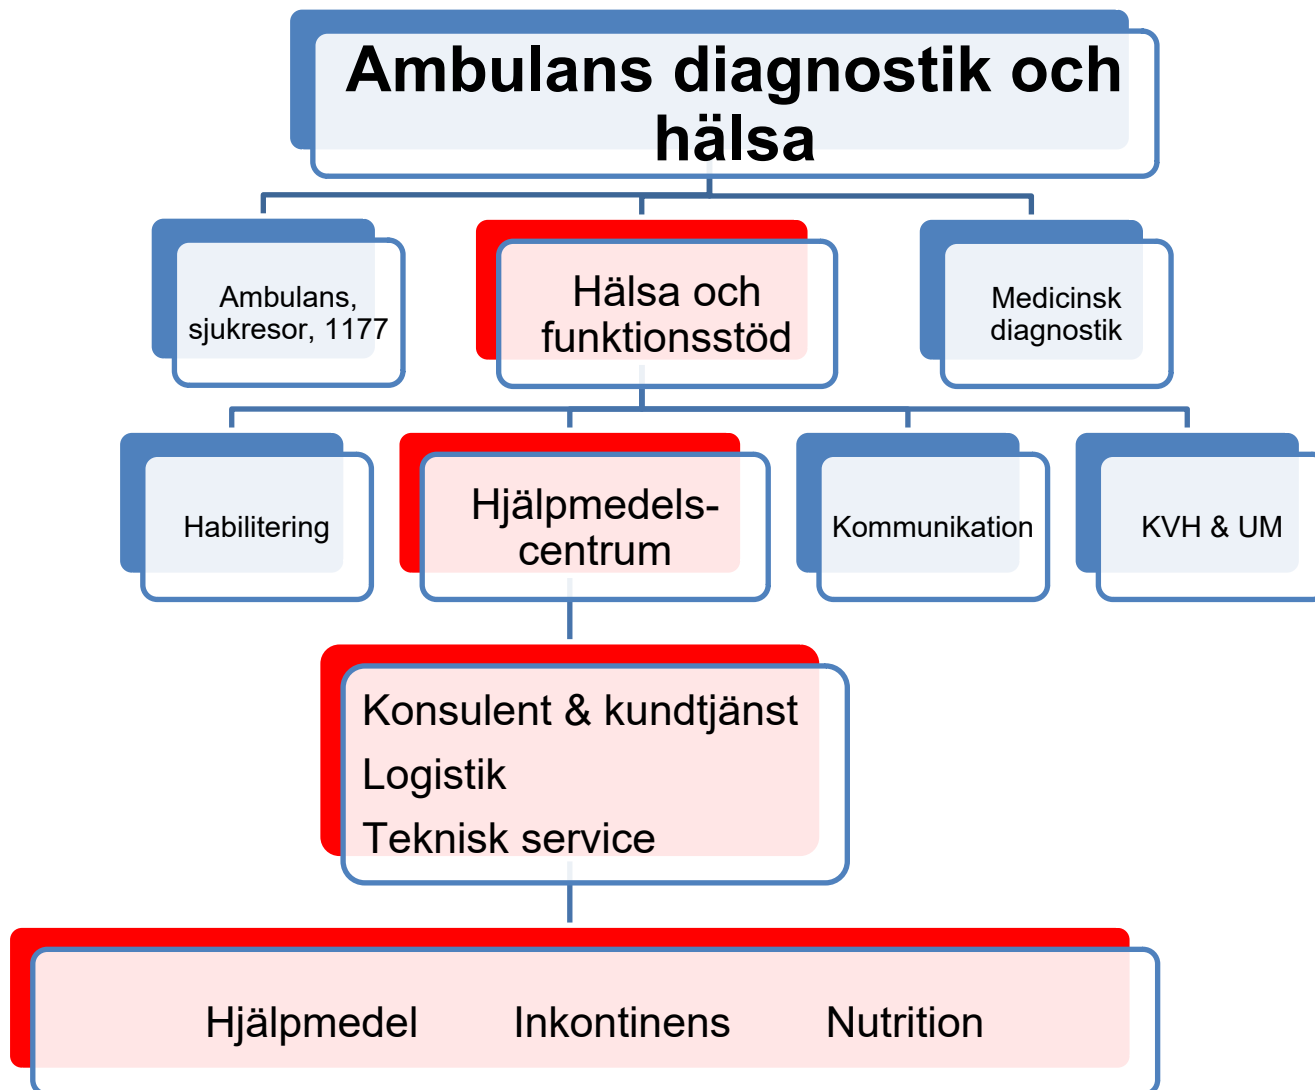 Ambulans diagnostik och
hälsa
Ambulans,
sjukresor, 1177
Hälsa och
funktionsstöd
Medicinsk
diagnostik
Habilitering
Hjälpmedels-
centrum
Kommunikation
KVH & UM
Konsulent & kundtjänst
Logistik
Teknisk service
Hjälpmedel Inkontinens Nutrition